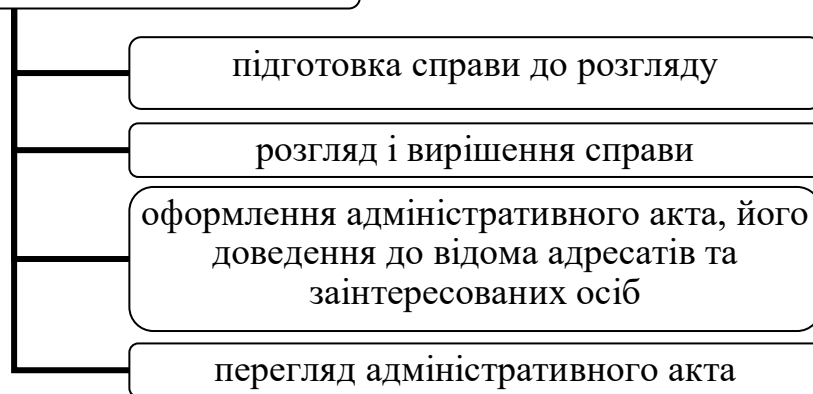 підготовка справи до розгляду
розгляд і вирішення справи
оформлення адміністративного акта, його
доведення до відома адресатів та
заінтересованих осіб
перегляд адміністративного акта